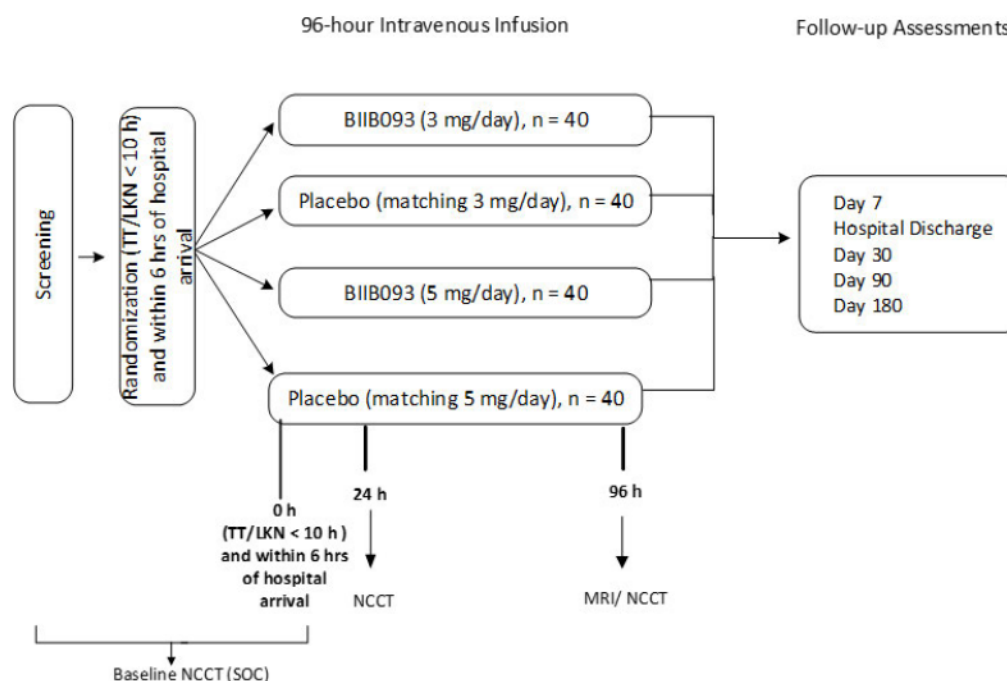 96-hour Intravenous Infusion
Follow-up Assessments
Screening
Randomization (TT/LKN < 10 h)
and within 6 hrs of hospital
arrival
BIIB093 (3 mg/day), n = 40
Placebo (matching 3 mg/day), n = 40
BIIB093 (5 mg/day), n = 40
Placebo (matching 5 mg/day), n = 40
Day 7
Hospital Discharge
Day 30
Day 90
Day 180
0 h
(TT/LKN < 10 h )
and within 6 hrs
of hospital
arrival
24 h
96 h
NCCT
MRI/ NCCT
Baseline NCCT (SOC)